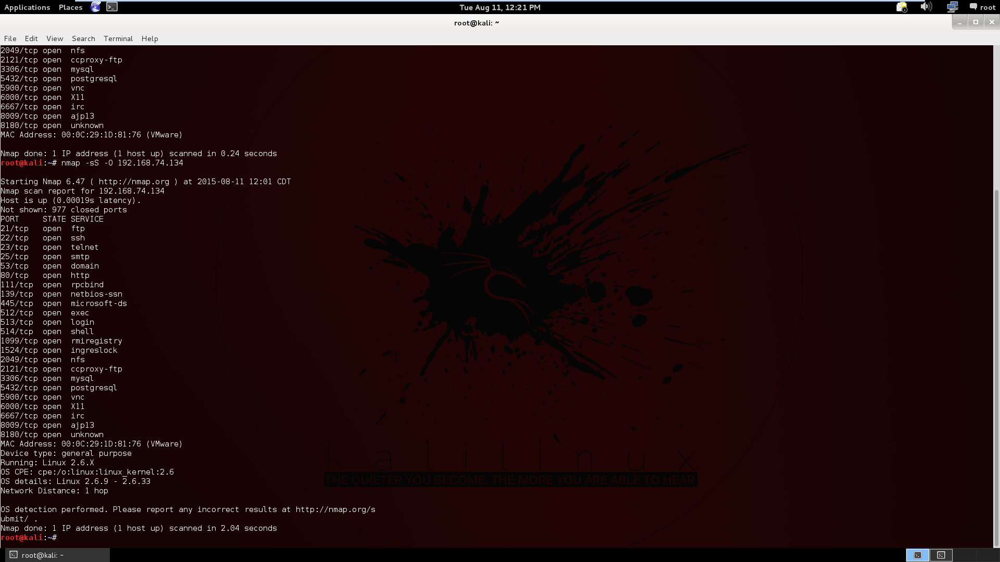 Applications Places Tue Aug 11, 12:21 PM 1 root
root@kali: ~
File Edit View Search Terminal Help
2049/tcp open  nfs
2121/tcp open  ccproxy-ftp
3306/tcp open  mysql
5432/tcp open  postgresql
5900/tcp open  vnc
6000/tcp open  X11
6667/tcp open  irc
8009/tcp open  ajp13
8180/tcp open  unknown
MAC Address: 00:0C:29:1D:81:76 (VMware)
Nmap done: 1 IP address (1 host up) scanned in 0.24 seconds
root@kali:~# nmap -sS -O 192.168.74.134
Starting Nmap 6.47 ( http://nmap.org ) at 2015-08-11 12:01 CDT
Nmap scan report for 192.168.74.134
Host is up (0.00019s latency).
Not shown: 977 closed ports
PORT     STATE SERVICE
21/tcp   open  ftp
22/tcp   open  ssh
23/tcp   open  telnet
25/tcp   open  smtp
53/tcp   open  domain
80/tcp   open  http
111/tcp  open  rpcbind
139/tcp  open  netbios-ssn
445/tcp  open  microsoft-ds
512/tcp  open  exec
513/tcp  open  login
514/tcp  open  shell
1099/tcp open  rmiregistry
1524/tcp open  ingreslock
2049/tcp open  nfs
2121/tcp open  ccproxy-ftp
3306/tcp open  mysql
5432/tcp open  postgresql
5900/tcp open  vnc
6000/tcp open  X11
6667/tcp open  irc
8009/tcp open  ajp13
8180/tcp open  unknown
MAC Address: 00:0C:29:1D:81:76 (VMware)
Device type: general purpose
Running: Linux 2.6.X
OS CPE: cpe:/o:linux:linux_kernel:2.6
OS details: Linux 2.6.9 - 2.6.33
Network Distance: 1 hop
OS detection performed. Please report any incorrect results at http://nmap.org/s
ubmit/ .
Nmap done: 1 IP address (1 host up) scanned in 2.04 seconds
root@kali:~#
kali linux
THE QUIETER YOU BECOME, THE MORE YOU ARE ABLE TO HEAR
root@kali: ~